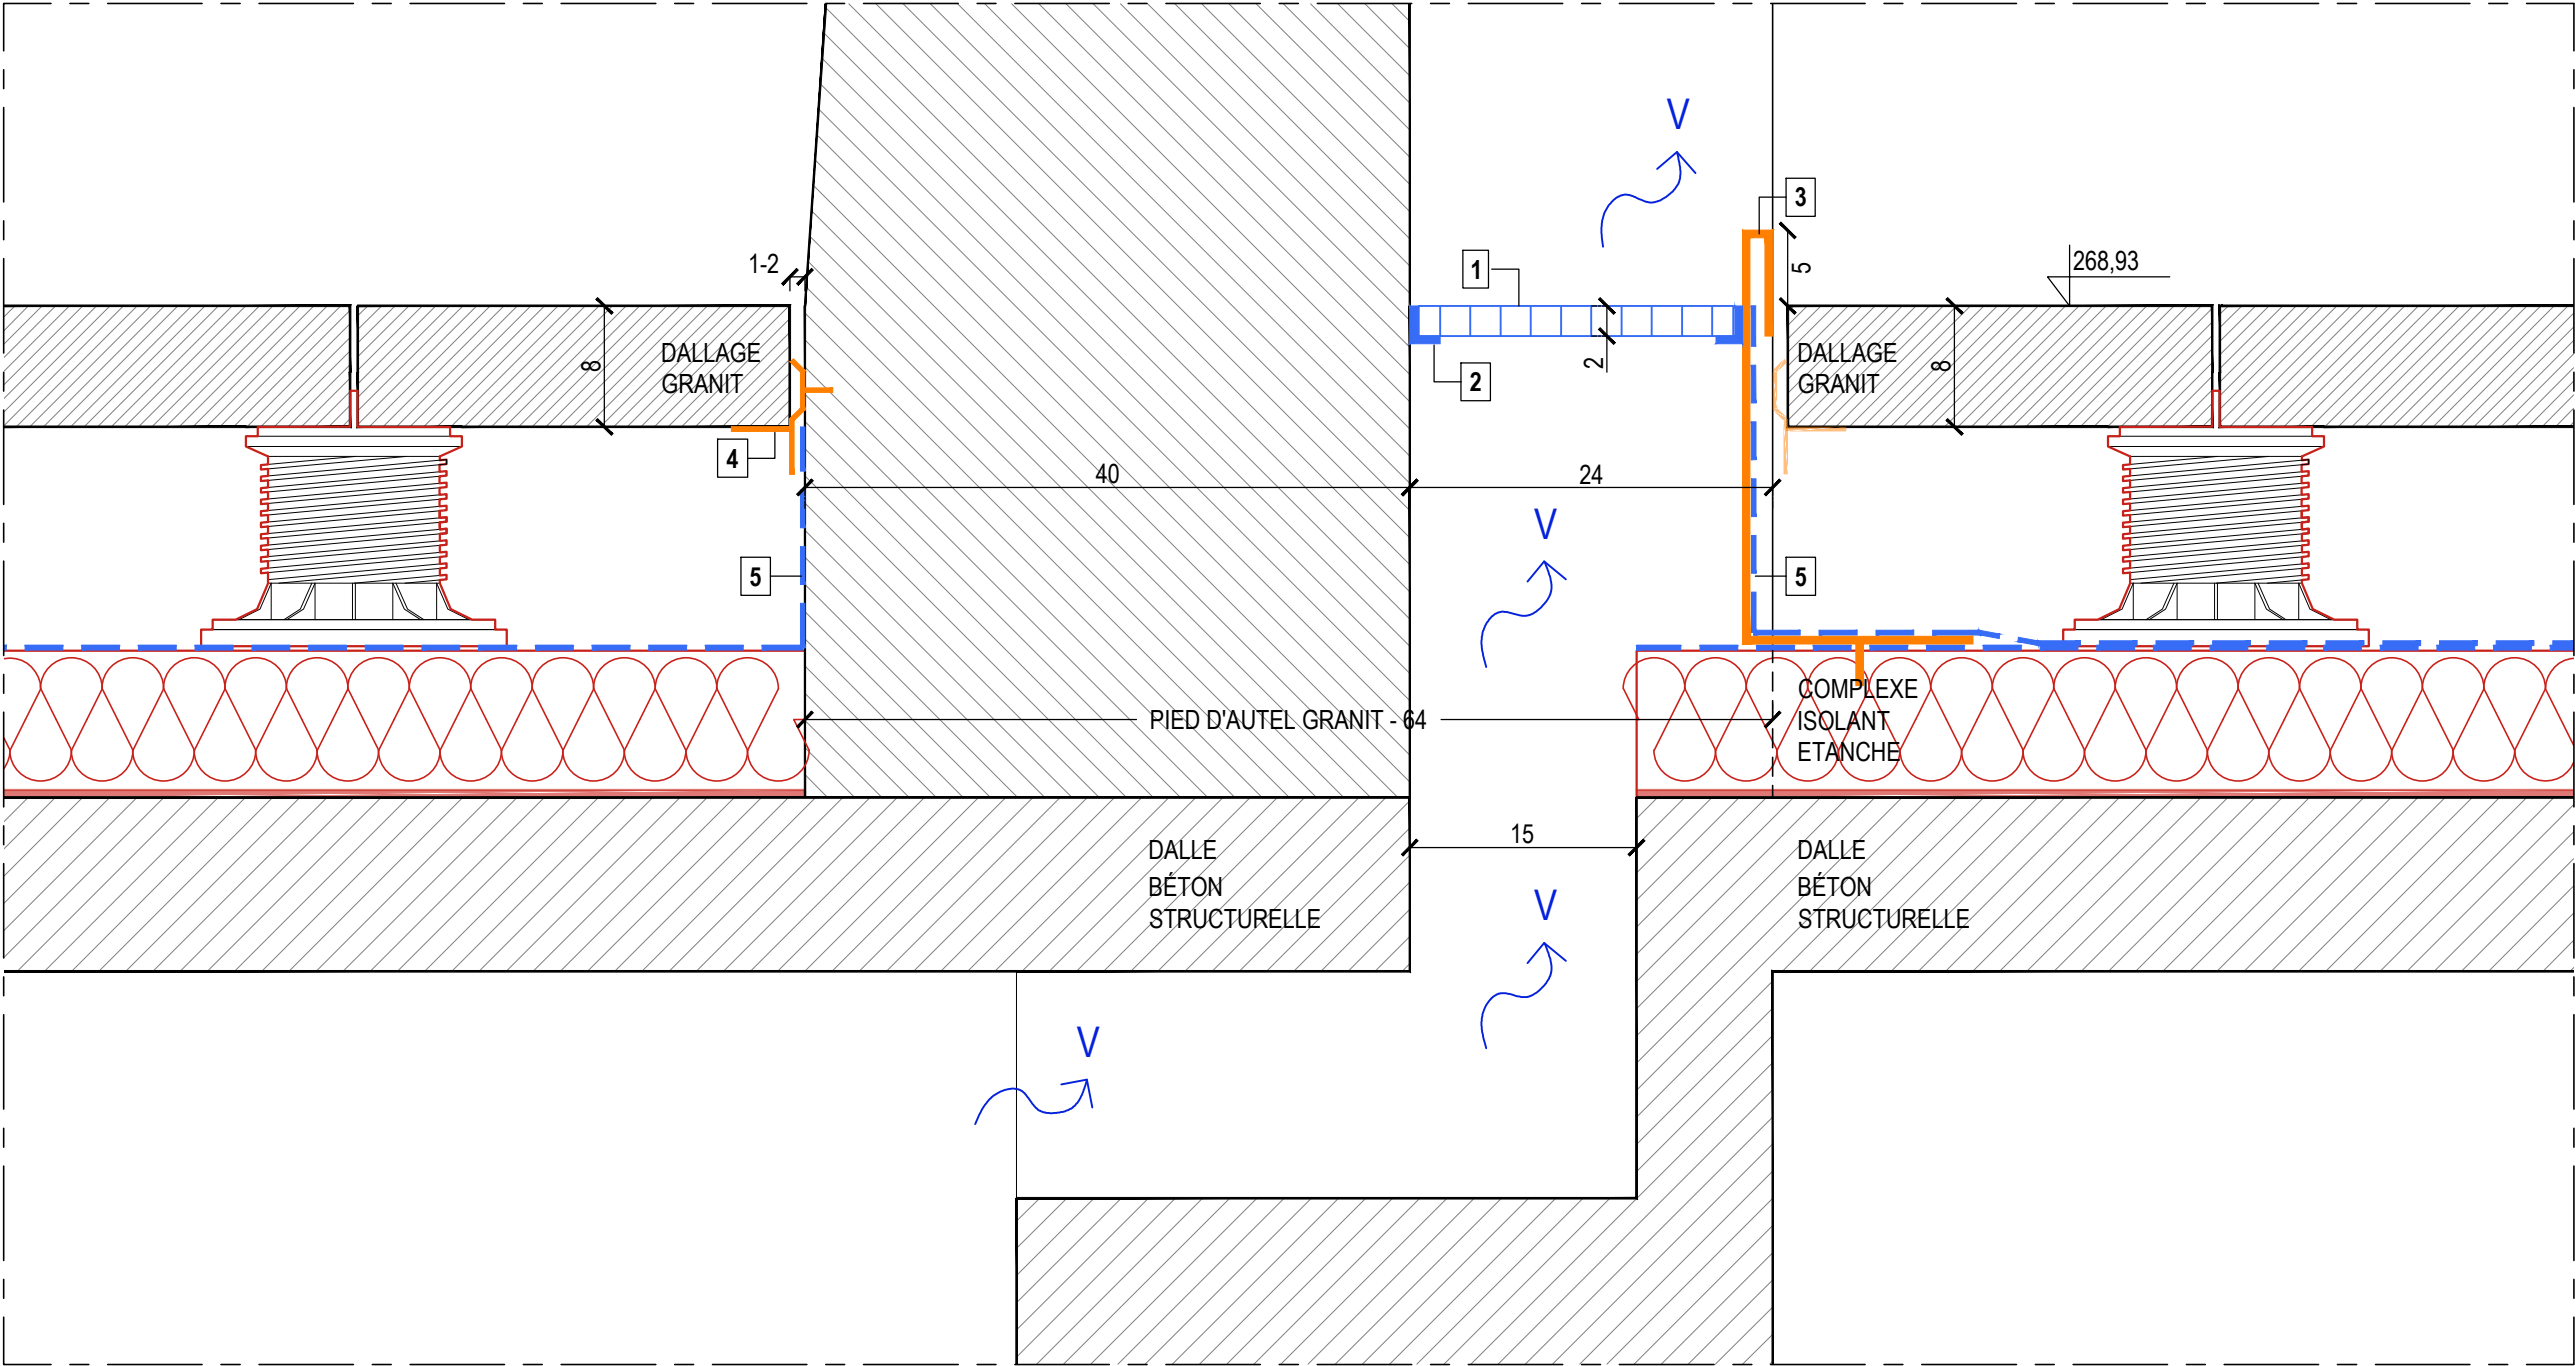 V
3
1-2
1
5
268,93
DALLAGE
GRANIT
8
2
2
DALLAGE
GRANIT
8
4
40
24
V
5
5
COMPLEXE
ISOLANT
ETANCHE
PIED D'AUTEL GRANIT - 64
15
DALLE
BÉTON
STRUCTURELLE
DALLE
BÉTON
STRUCTURELLE
V
V